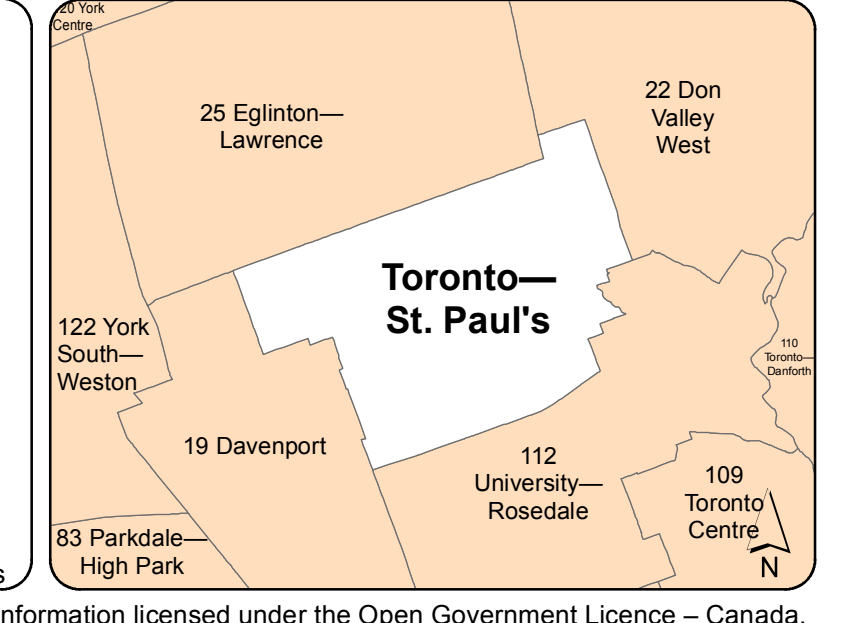 20 York
Centre
25 Eglinton—
Lawrence
22 Don
Valley
West
Toronto—
St. Paul's
122 York
South—
Weston
110
Toronto—
Danforth
19 Davenport
112
University—
Rosedale
109
Toronto
Centre
83 Parkdale—
High Park
N
s
nformation licensed under the Open Government Licence – Canada.